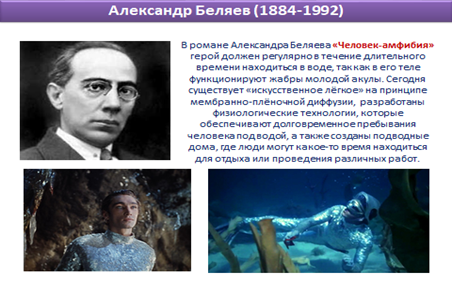 Александр Беляев (1884-1992)
В романе Александра Беляева «Человек-амфибия»
герой должен регулярно в течение длительного
времени находиться в воде, так как в его теле
функционируют жабры молодой акулы. Сегодня
существует «искусственное лёгкое» на принципе
мембранно-плёночной диффузии, разработаны
физиологические технологии, которые
обеспечивают долговременное пребывания
человека под водой, а также созданы подводные
дома, где люди могут какое-то время находиться
для отдыха или проведения различных работ.